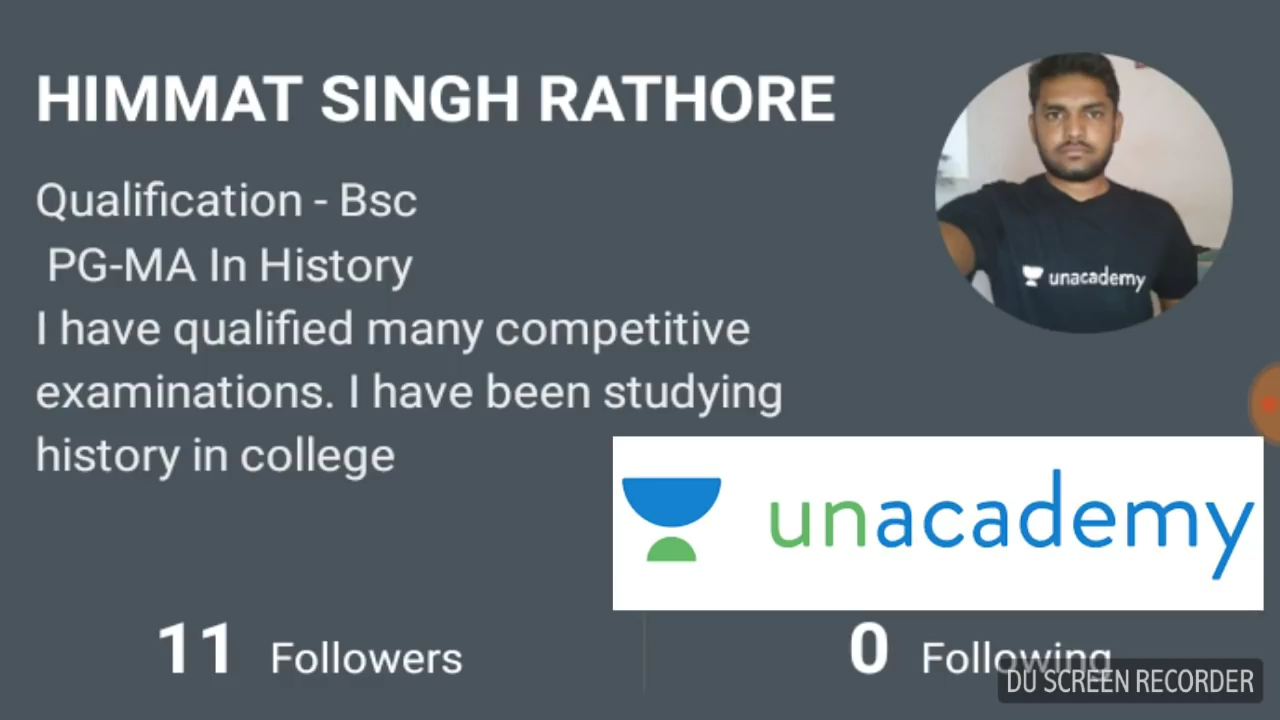 HIMMAT SINGH RATHORE
Qualification - Bsc
PG-MA In History
I have qualified many competitive
examinations. I have been studying
history in college
unacademy
unacademy
11 Followers
0 Following
DU SCREEN RECORDER